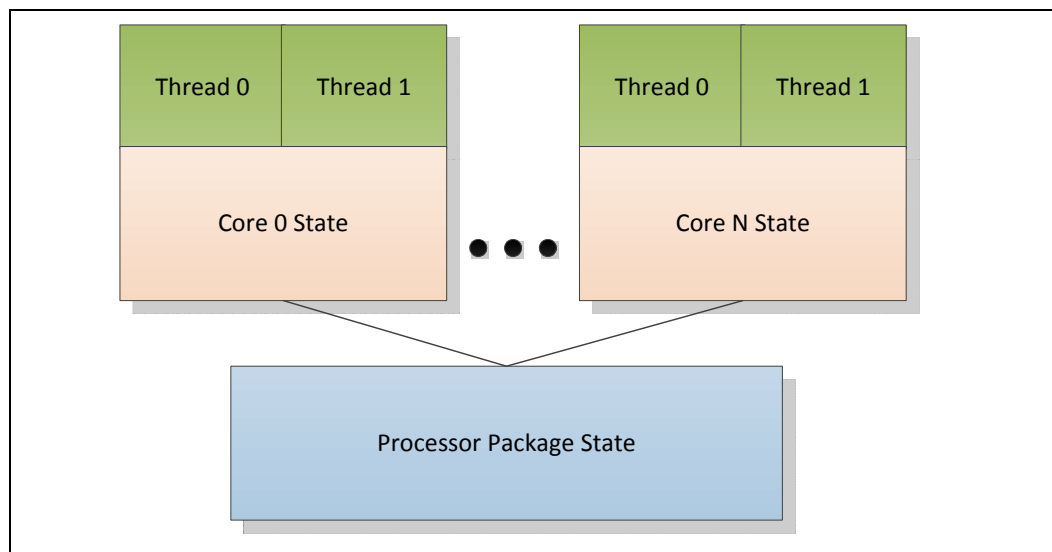 Thread 0 Thread 1 Thread 0 Thread 1
Core 0 State Core N State
Processor Package State